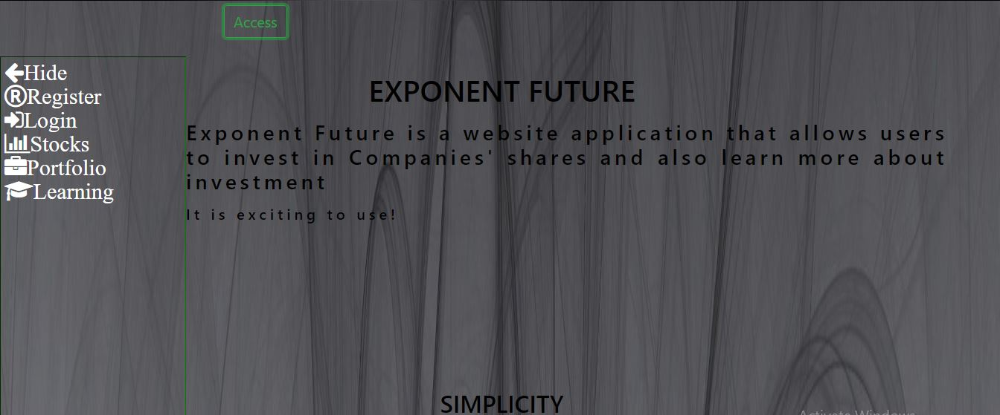 Access
Hide
Register
Login
Stocks
Portfolio
Learning
EXPONENT FUTURE
Exponent Future is a website application that allows users
to invest in Companies' shares and also learn more about
investment
It is exciting to use!
SIMPLICITY
Activate Windows